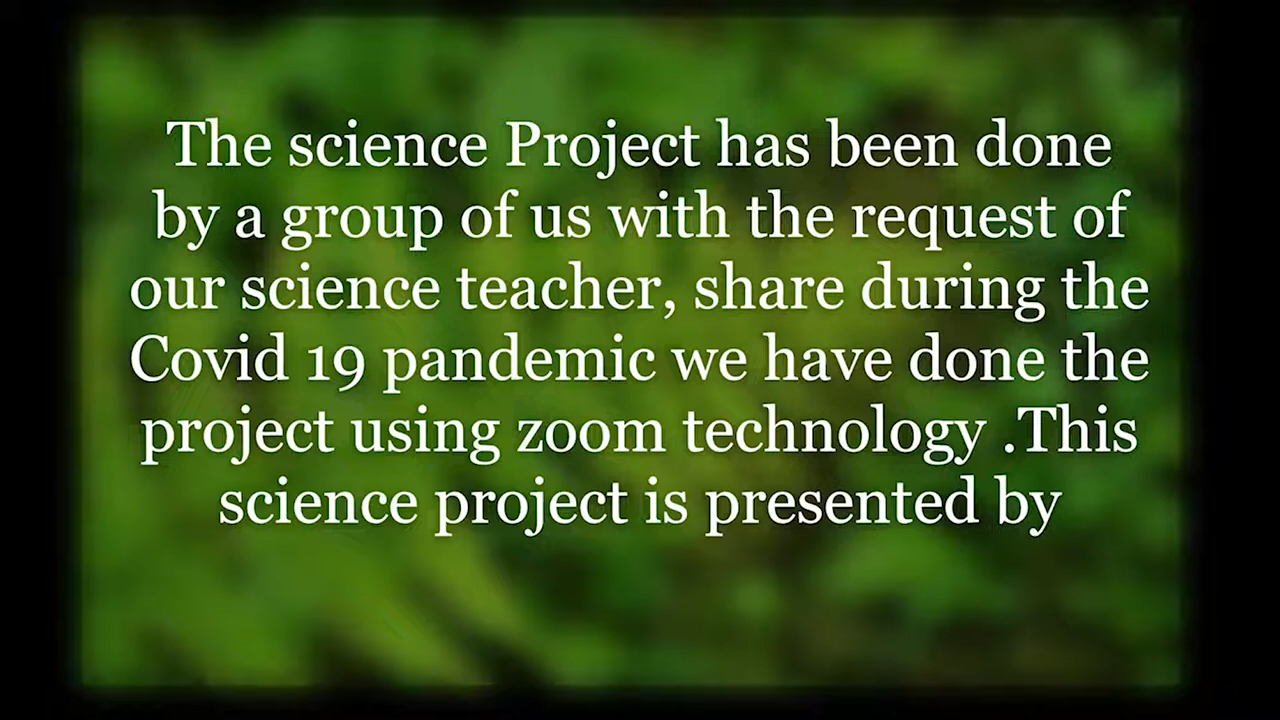 The science Project has been done
by a group of us with the request of
our science teacher, share during the
Covid 19 pandemic we have done the
project using zoom technology .This
science project is presented by